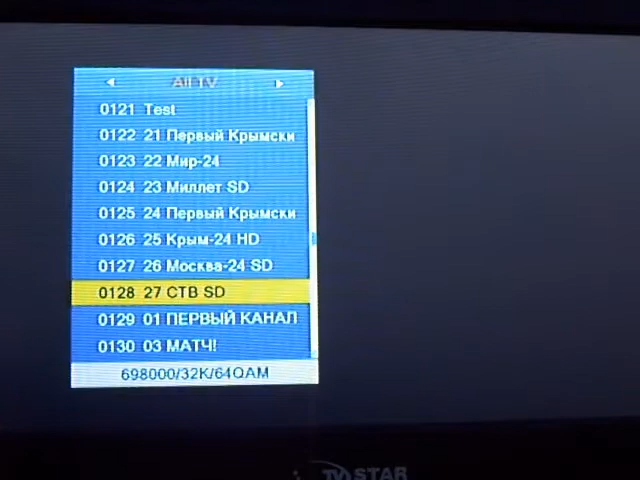 All TV
0121 Test
0122 21 Первый Крымски
0123 22 Мир-24
0124 23 Миллет SD
0125 24 Первый Крымски
0126 25 Крым-24 HD
0127 26 Москва-24 SD
0128 27 СТВ SD
0129 01 ПЕРВЫЙ КАНАЛ
0130 03 МАТЧ!
698000/32K/64QAM
TV STAR